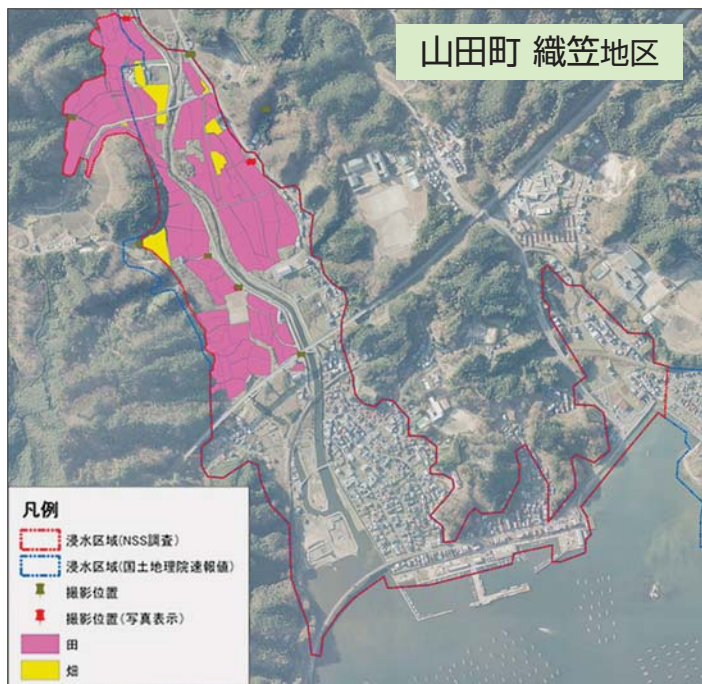 山田町 織笠地区
凡例
浸水区域(NSS調査)
浸水区域(国土地理院速報値)
撮影位置
撮影位置(写真表示)
田
畑